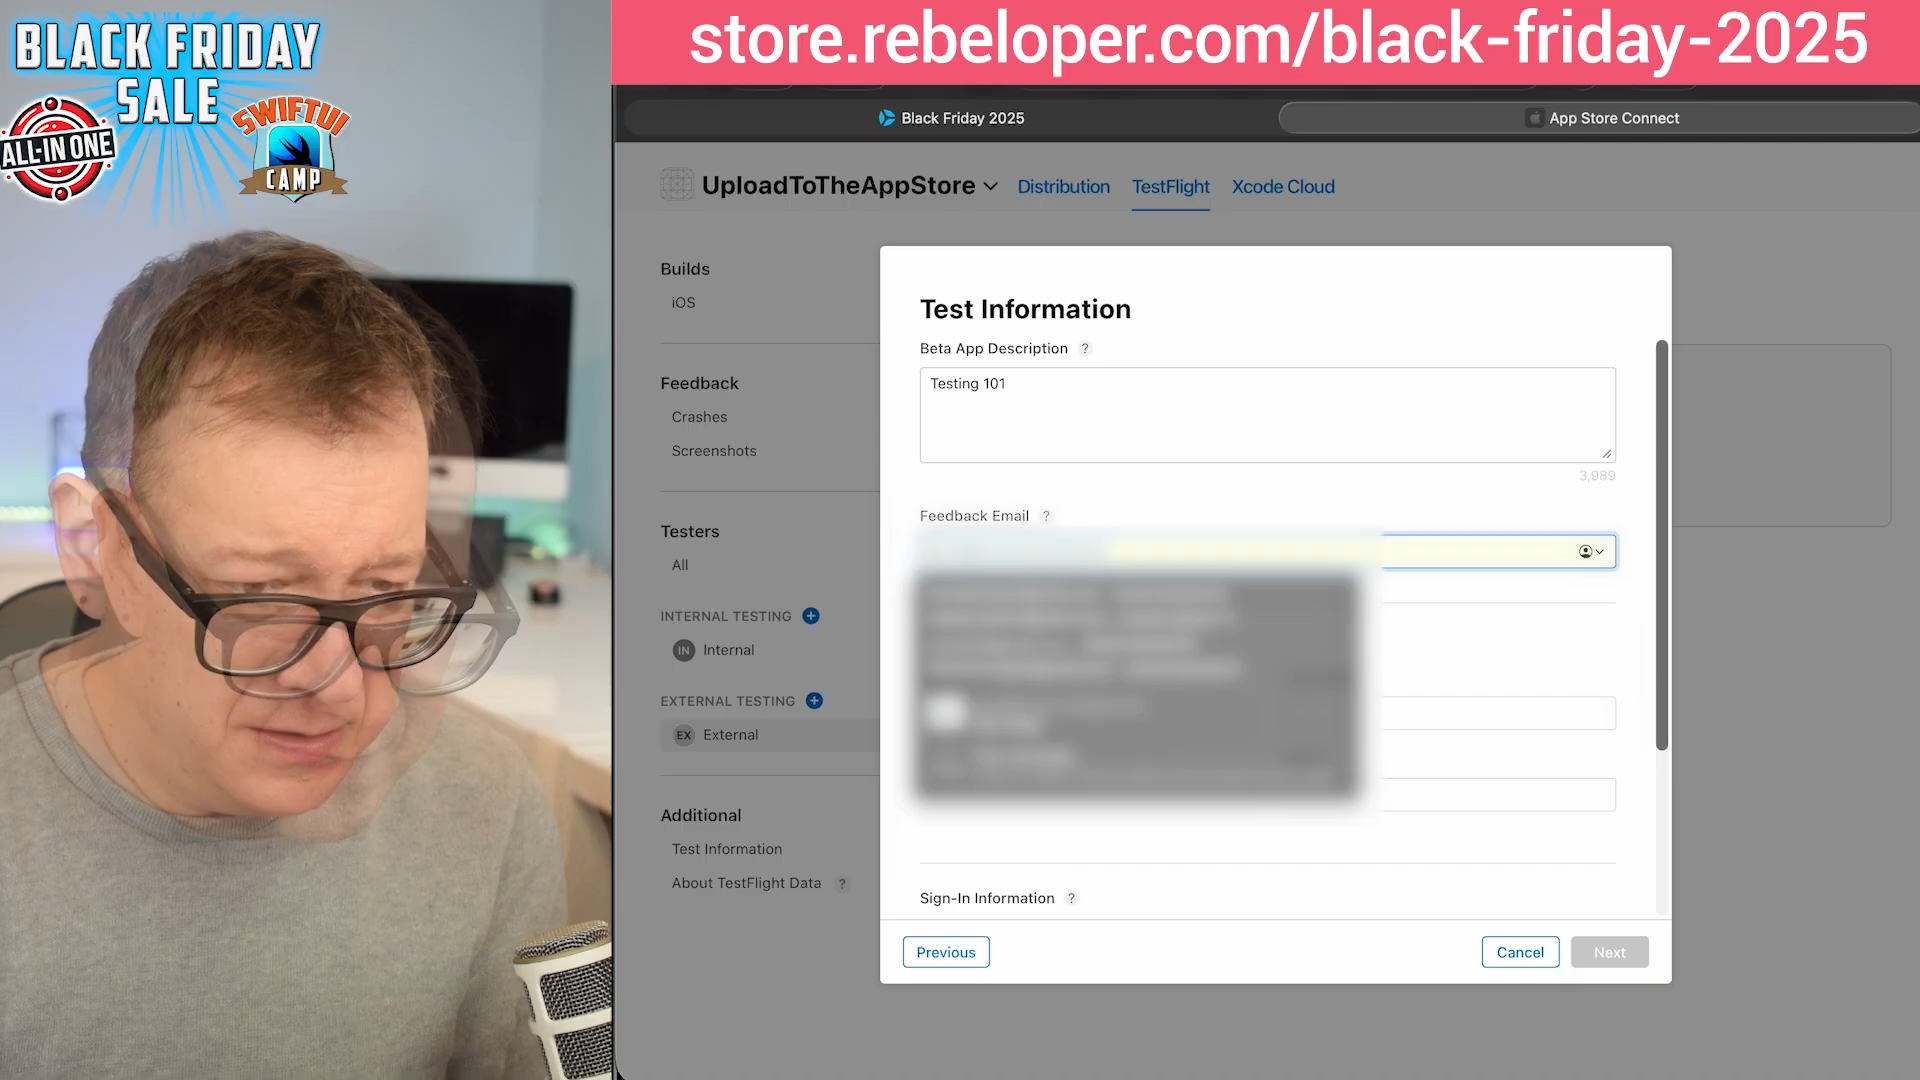 BLACK FRIDAY
SALE
ALL-IN ONE
SWIFTUI
CAMP
store.rebeloper.com/black-friday-2025
Black Friday 2025
App Store Connect
UploadToTheAppStore
Distribution
TestFlight
Xcode Cloud
Builds
iOS
Feedback
Crashes
Screenshots
Testers
All
INTERNAL TESTING
IN Internal
EXTERNAL TESTING
EX External
Additional
Test Information
About TestFlight Data ?
Test Information
Beta App Description ?
Testing 101
3,989
Feedback Email ?
Sign-In Information ?
Previous
Cancel
Next